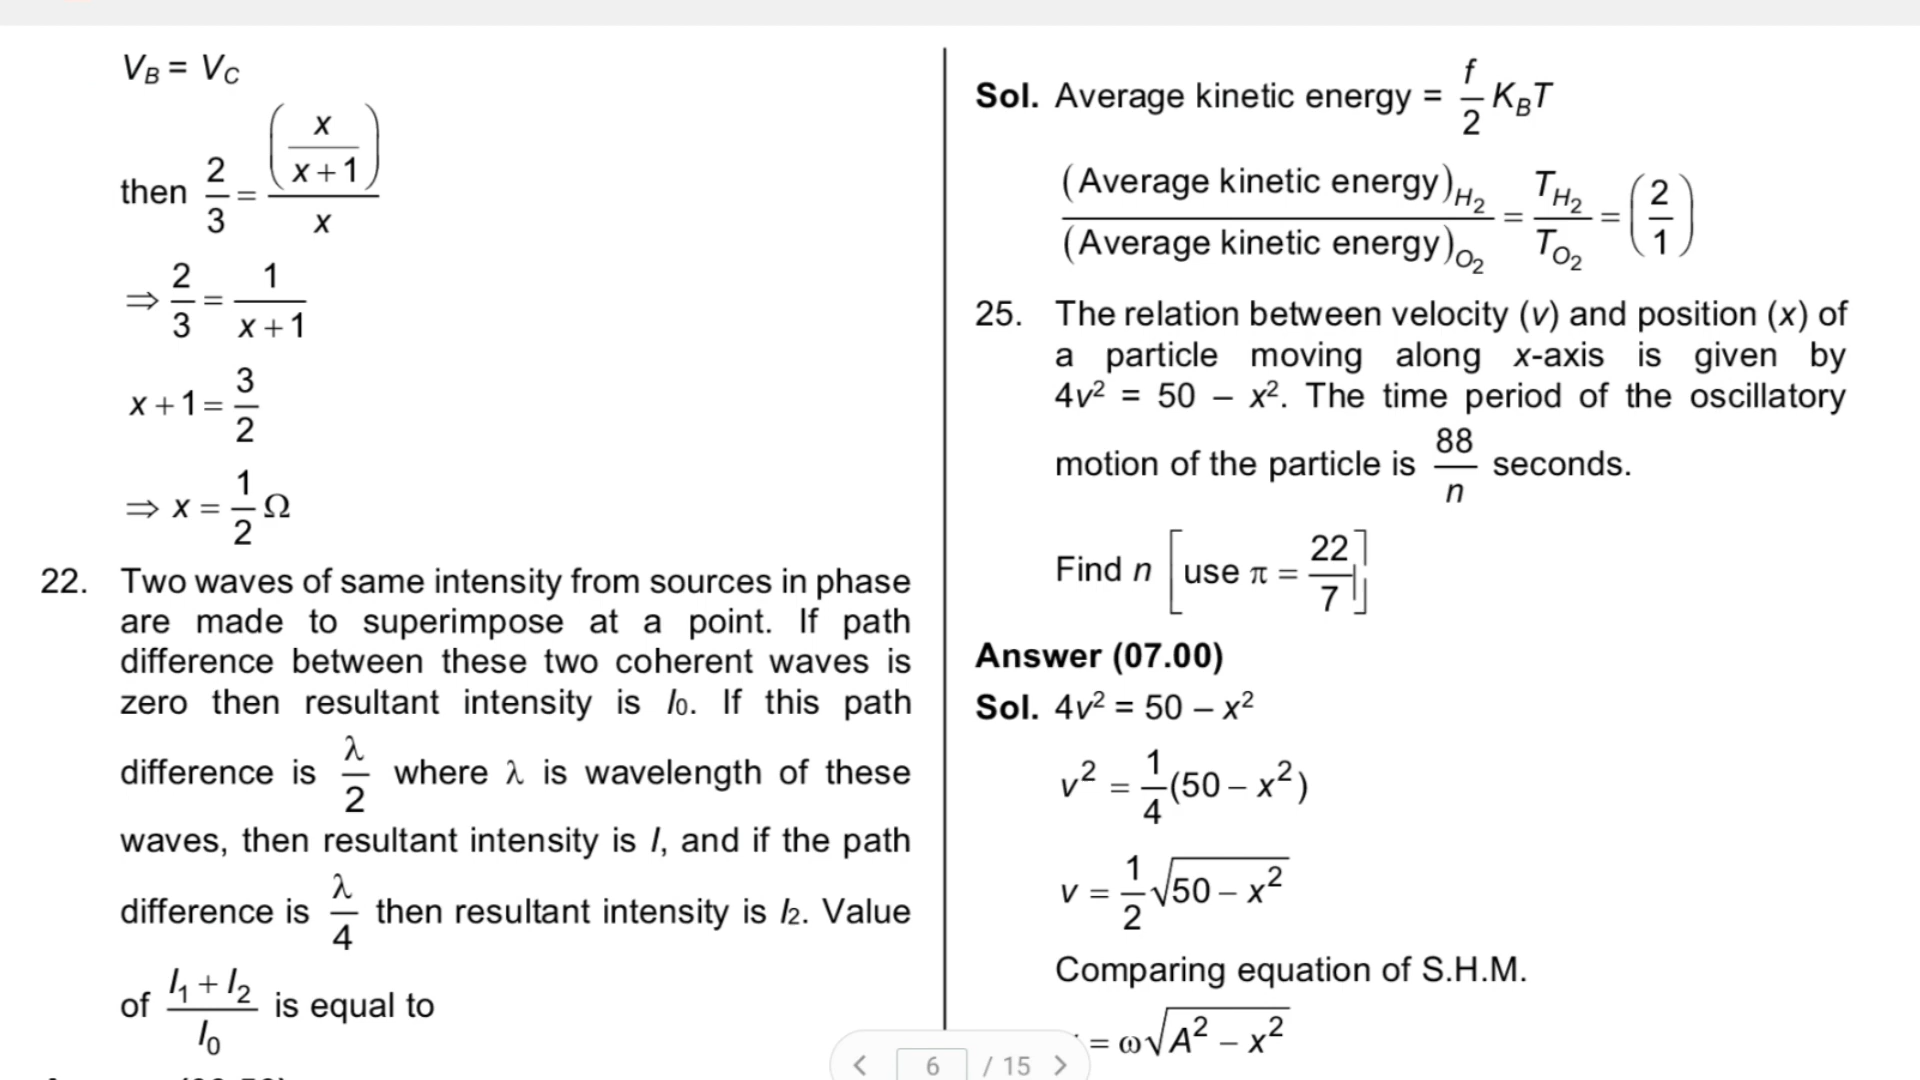 V_B = V_C
then 2/3 = (x/(x + 1))/x
⇒ 2/3 = 1/(x + 1)
x + 1 = 3/2
⇒ x = 1/2 Ω
22. Two waves of same intensity from sources in phase
are made to superimpose at a point. If path
difference between these two coherent waves is
zero then resultant intensity is I₀. If this path
difference is λ/2 where λ is wavelength of these
waves, then resultant intensity is I, and if the path
difference is λ/4 then resultant intensity is I₂. Value
of (I₁ + I₂)/I₀ is equal to
Sol. Average kinetic energy = f/2 K_BT
(Average kinetic energy)_H₂/(Average kinetic energy)_O₂ = T_H₂/T_O₂ = (2/1)
25. The relation between velocity (v) and position (x) of
a particle moving along x-axis is given by
4v² = 50 – x². The time period of the oscillatory
motion of the particle is 88/n seconds.
Find n [use π = 22/7]
Answer (07.00)
Sol. 4v² = 50 – x²
v² = 1/4(50 – x²)
v = 1/2√(50 – x²)
Comparing equation of S.H.M.
= ω√(A² – x²)
< 6 / 15 >